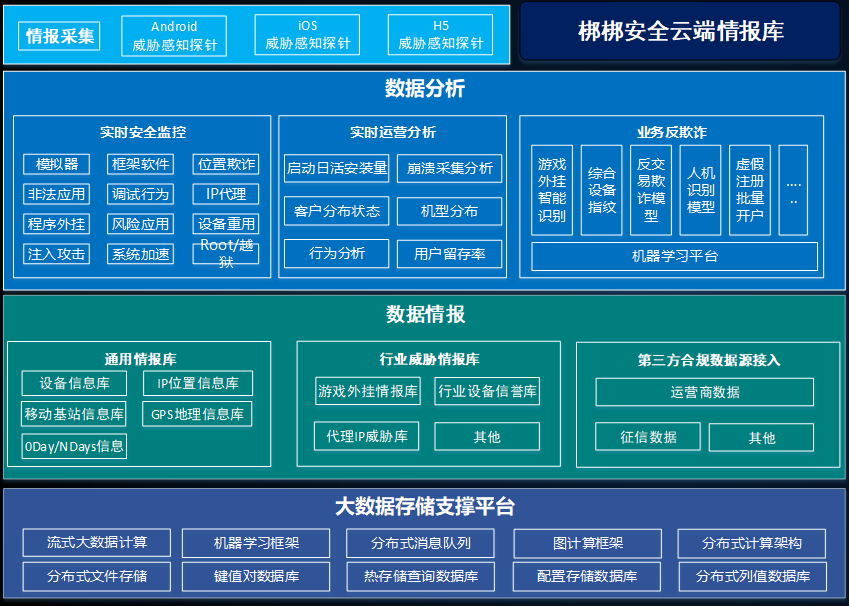 情报采集
Android
威胁感知探针
iOS
威胁感知探针
H5
威胁感知探针
梆梆安全云端情报库
数据分析
实时安全监控
模拟器
框架软件
位置欺诈
非法应用
调试行为
IP代理
程序外挂
风险应用
设备重用
注入攻击
系统加速
Root/越
狱
实时运营分析
启动日活安装量
崩溃采集分析
客户分布状态
机型分布
行为分析
用户留存率
业务反欺诈
游戏
外挂
智能
识别
综合
设备
指纹
反交
易欺
诈模
型
人机
识别
模型
虚假
注册
批量
开户
....
..
机器学习平台
数据情报
通用情报库
设备信息库
IP位置信息库
移动基站信息库
GPS地理信息库
0Day/NDays信息
行业威胁情报库
游戏外挂情报库
行业设备信誉库
代理IP威胁库
其他
第三方合规数据源接入
运营商数据
征信数据
其他
大数据存储支撑平台
流式大数据计算
机器学习框架
分布式消息队列
图计算框架
分布式计算架构
分布式文件存储
键值对数据库
热存储查询数据库
配置存储数据库
分布式列值数据库